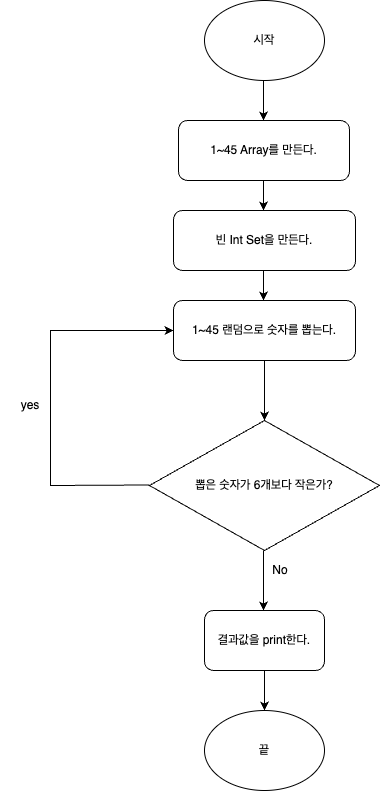 시작
1~45 Array를 만든다.
빈 Int Set을 만든다.
1~45 랜덤으로 숫자를 뽑는다.
yes
뽑은 숫자가 6개보다 작은가?
No
결과값을 print한다.
끝